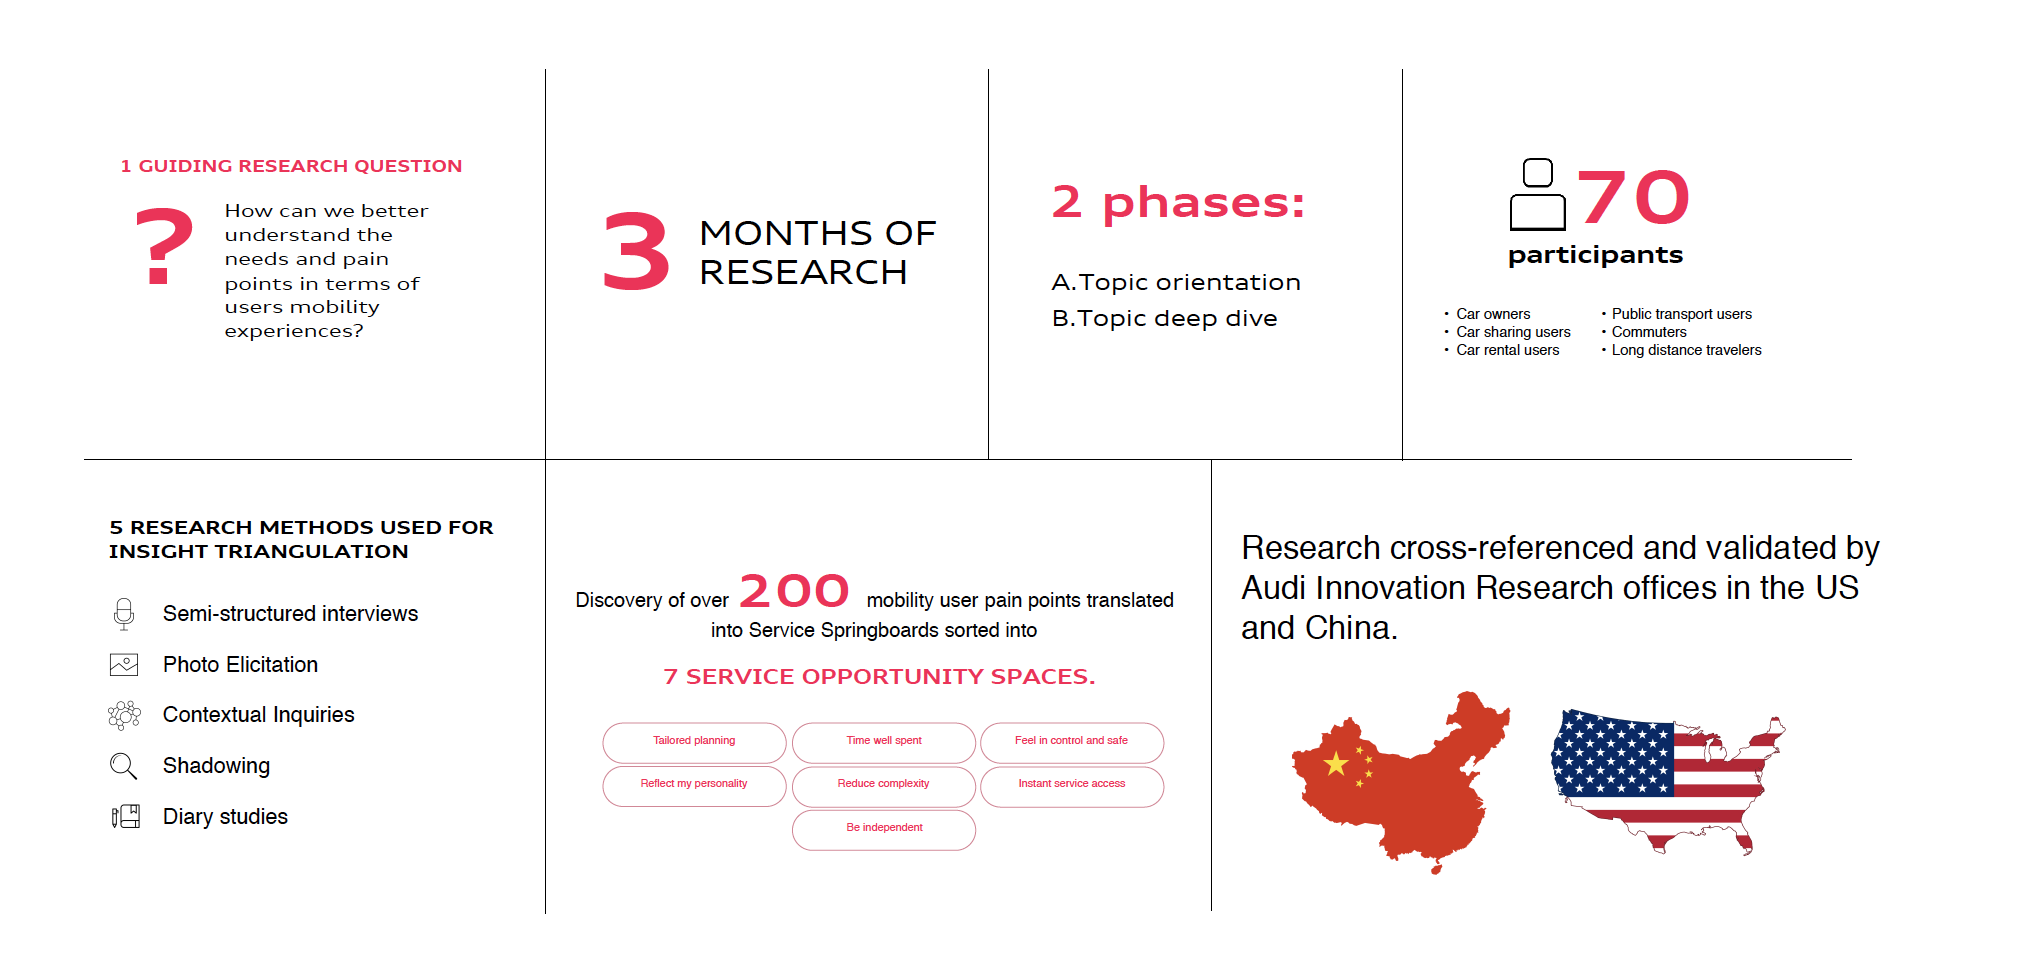 1 GUIDING RESEARCH QUESTION
?
How can we better
understand the
needs and pain
points in terms of
users mobility
experiences?
3
MONTHS OF
RESEARCH
2 phases:
A.Topic orientation
B.Topic deep dive
70
participants
• Car owners
• Car sharing users
• Car rental users
• Public transport users
• Commuters
• Long distance travelers
5 RESEARCH METHODS USED FOR
INSIGHT TRIANGULATION
Semi-structured interviews
Photo Elicitation
Contextual Inquiries
Shadowing
Diary studies
Discovery of over 200 mobility user pain points translated
into Service Springboards sorted into
7 SERVICE OPPORTUNITY SPACES.
Tailored planning
Time well spent
Feel in control and safe
Reflect my personality
Reduce complexity
Instant service access
Be independent
Research cross-referenced and validated by
Audi Innovation Research offices in the US
and China.